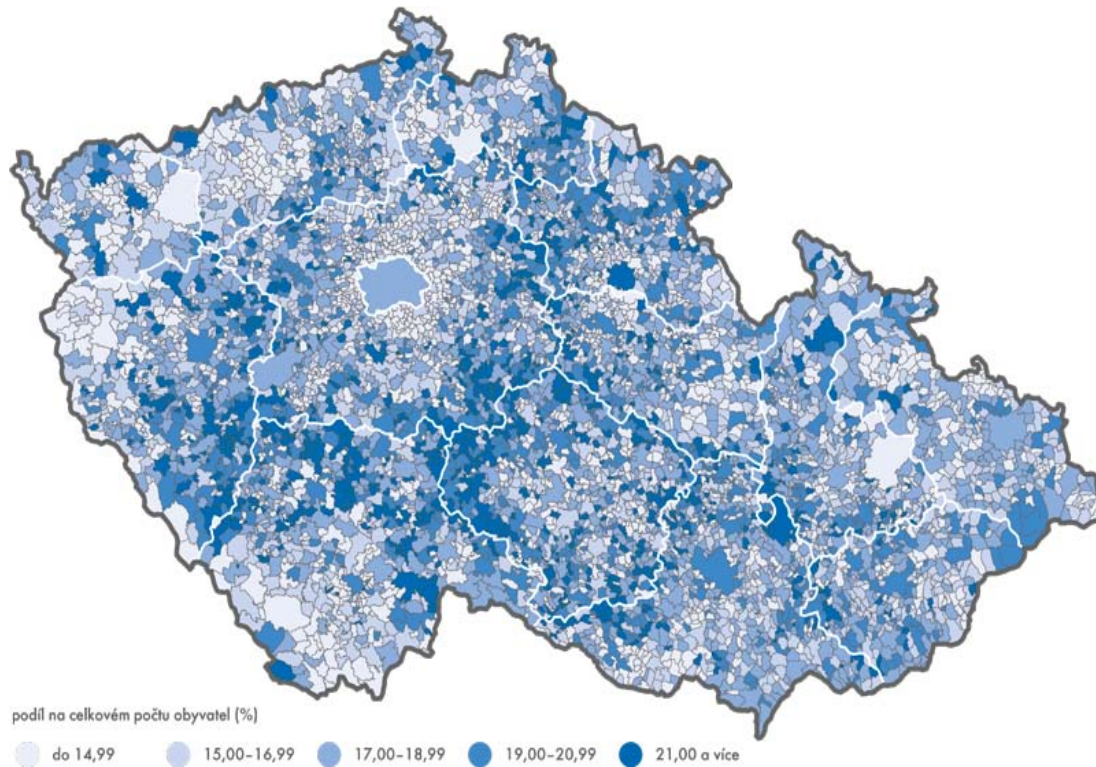 podíl na celkovém počtu obyvatel (%)
do 14,99 15,00–16,99 17,00–18,99 19,00–20,99 21,00 a více